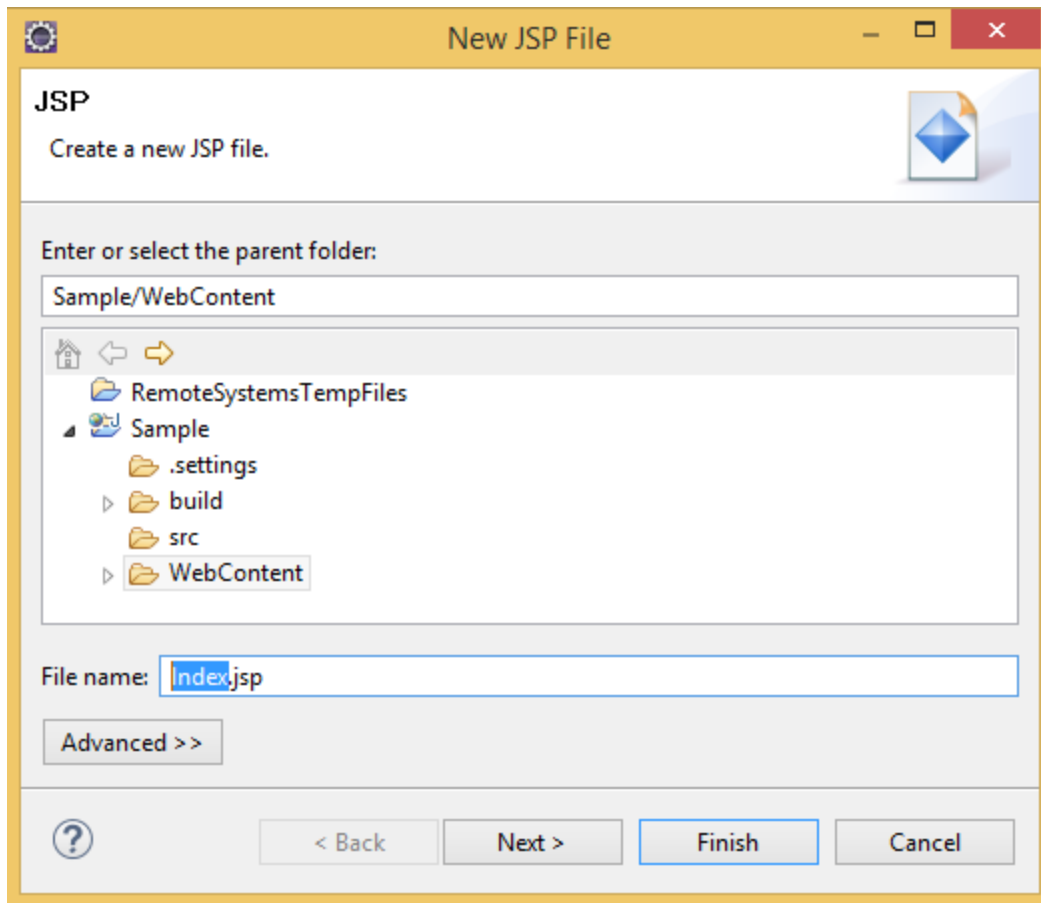 New JSP File
JSP
Create a new JSP file.
Enter or select the parent folder:
Sample/WebContent
RemoteSystemsTempFiles
Sample
.settings
build
src
WebContent
File name: Index.jsp
Advanced >>
? < Back Next > Finish Cancel